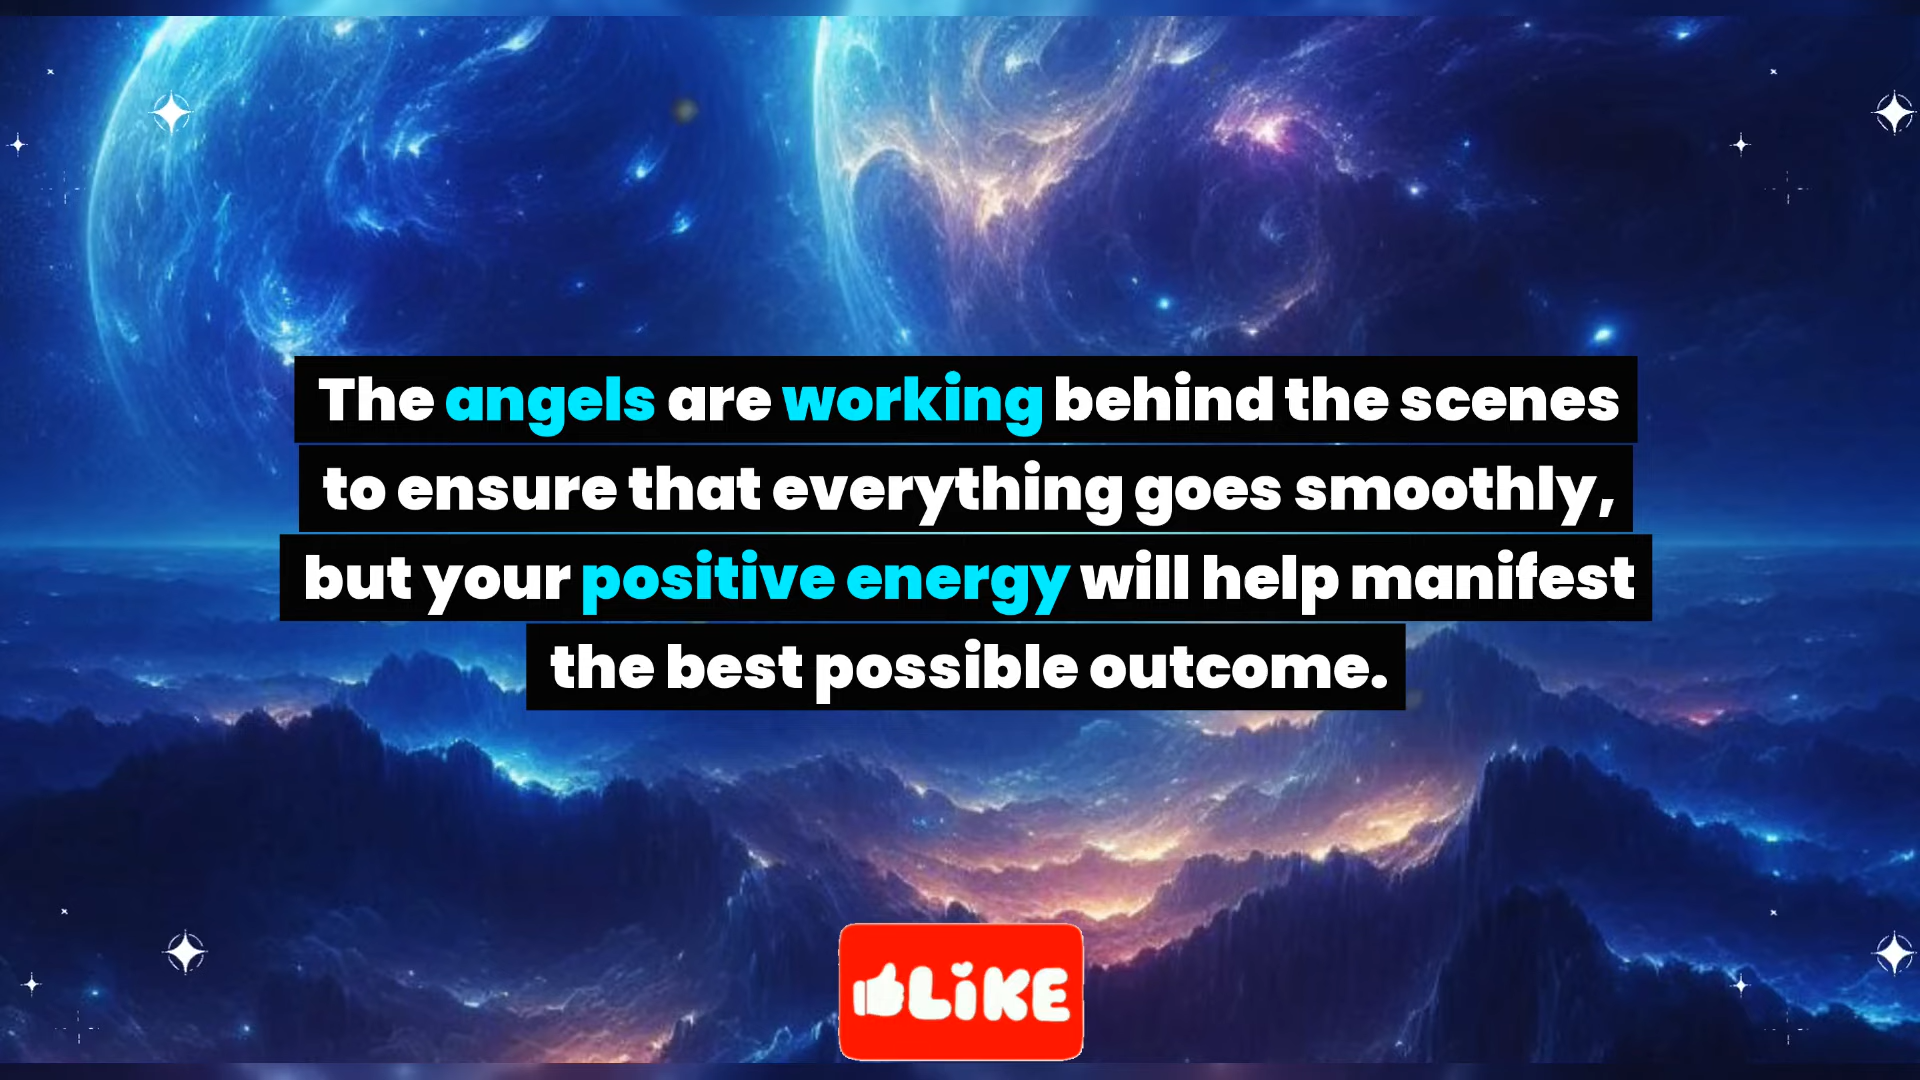 The angels are working behind the scenes
to ensure that everything goes smoothly,
but your positive energy will help manifest
the best possible outcome.
LiKE